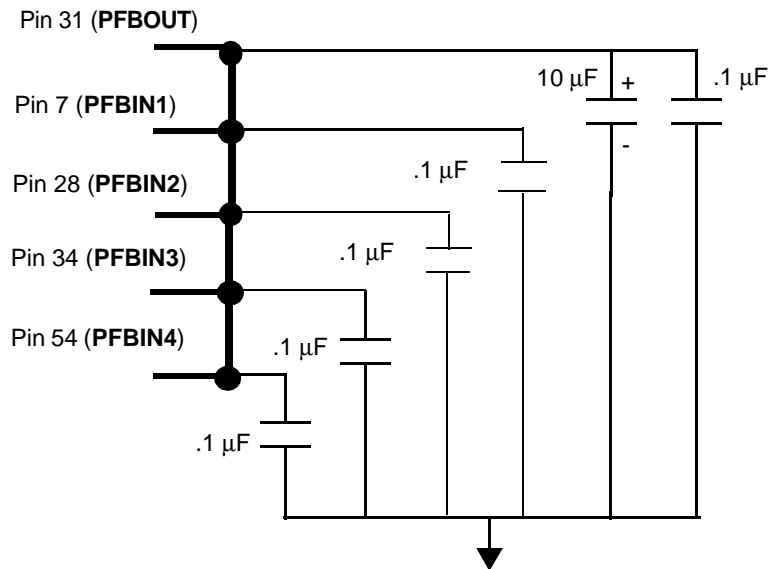 Pin 31 (PFBOUT)
10 μF
+
-
.1 μF
Pin 7 (PFBIN1)
.1 μF
Pin 28 (PFBIN2)
.1 μF
Pin 34 (PFBIN3)
.1 μF
Pin 54 (PFBIN4)
.1 μF